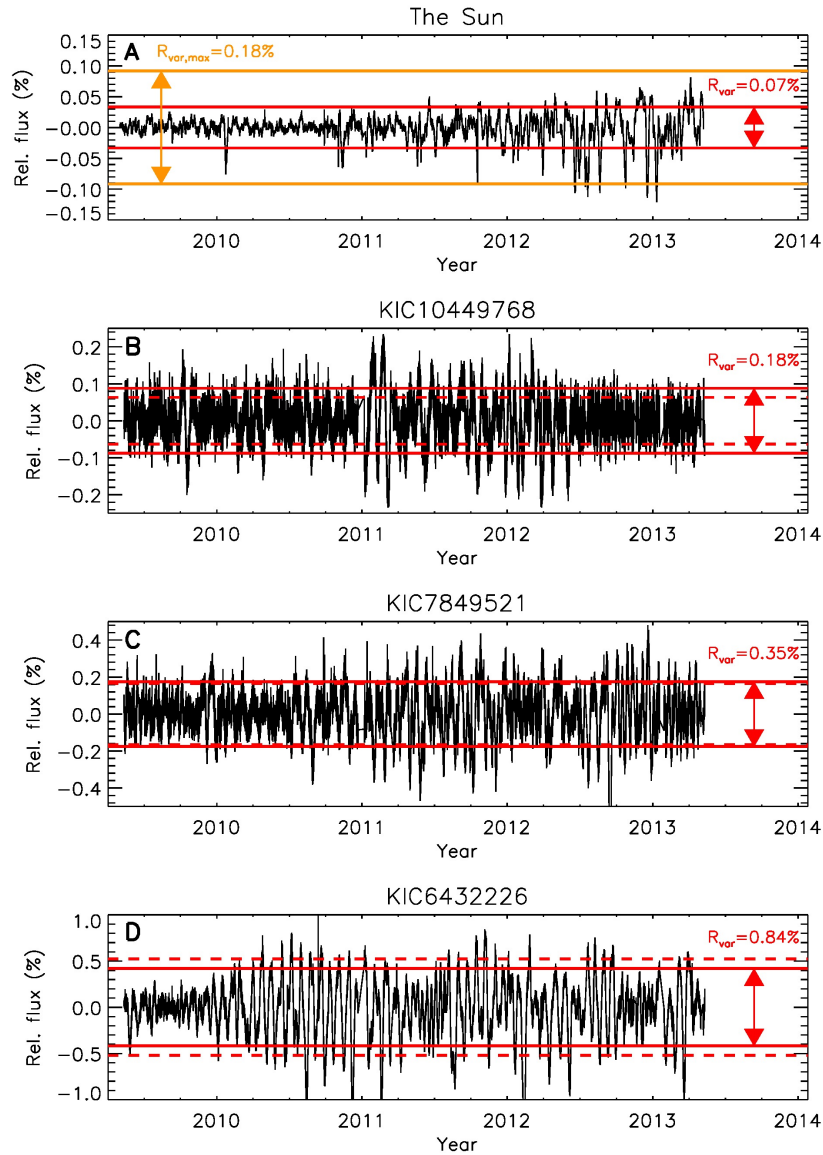 The Sun
A
R_var,max=0.18%
R_var=0.07%
0.15
0.10
0.05
-0.00
-0.05
-0.10
-0.15
Rel. flux (%)
2010 2011 2012 2013 2014
Year
KIC10449768
B
R_var=0.18%
0.2
0.1
0.0
-0.1
-0.2
Rel. flux (%)
2010 2011 2012 2013 2014
Year
KIC7849521
C
R_var=0.35%
0.4
0.2
0.0
-0.2
-0.4
Rel. flux (%)
2010 2011 2012 2013 2014
Year
KIC6432226
D
R_var=0.84%
1.0
0.5
0.0
-0.5
-1.0
Rel. flux (%)
2010 2011 2012 2013 2014
Year